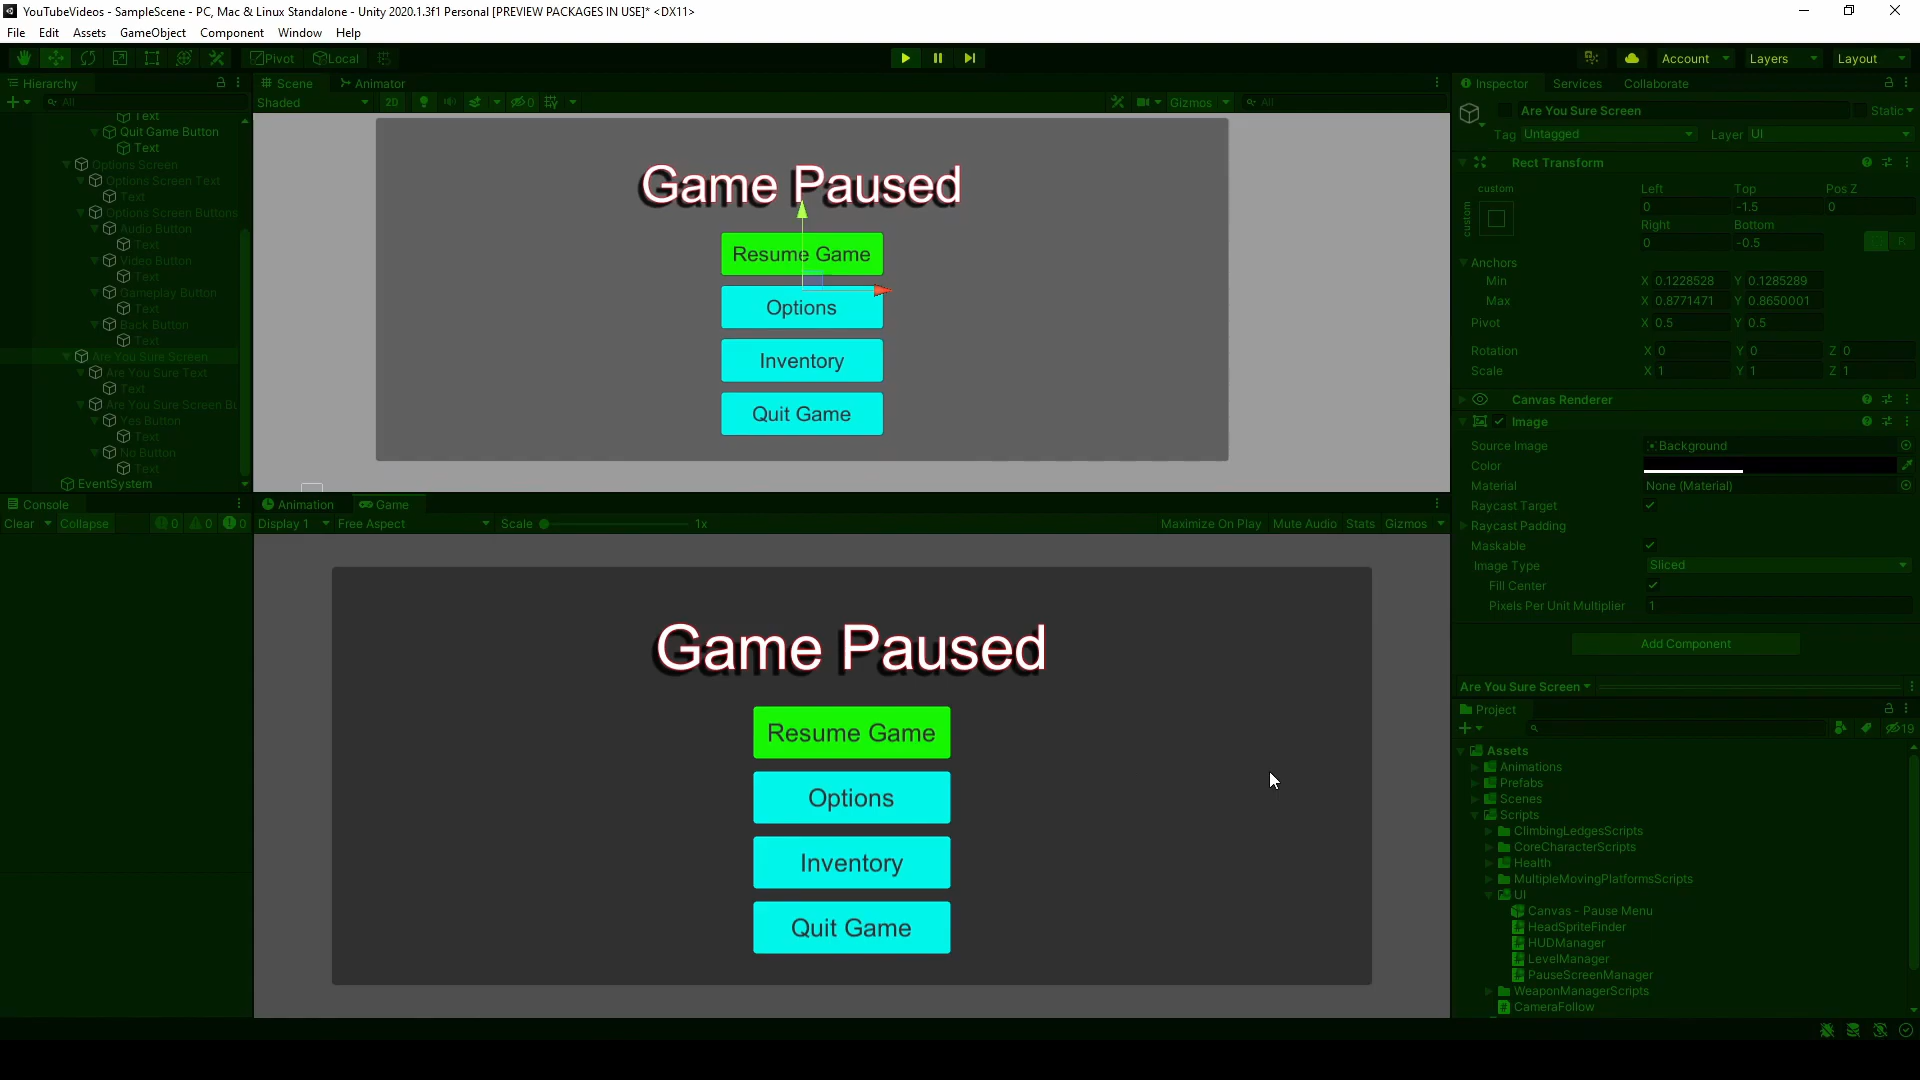 YouTubeVideos - SampleScene - PC, Mac & Linux Standalone - Unity 2020.1.3f1 Personal [PREVIEW PACKAGES IN USE]* <DX11>
File Edit Assets GameObject Component Window Help
Pivot Local Account Layers Layout
Hierarchy
All
Text
Quit Game Button
Text
Options Screen
Options Screen Text
Text
Options Screen Buttons
Audio Button
Text
Video Button
Text
Gameplay Button
Text
Back Button
Text
Are You Sure Screen
Are You Sure Text
Text
Are You Sure Screen Bu
Yes Button
Text
No Button
Text
EventSystem
Scene Animator
Shaded 2D 0 Gizmos All
Game Paused
Resume Game
Options
Inventory
Quit Game
Console
Clear Collapse 0 0 0
Animation Game
Display 1 Free Aspect Scale 1x Maximize On Play Mute Audio Stats Gizmos
Game Paused
Resume Game
Options
Inventory
Quit Game
Inspector Services Collaborate
Are You Sure Screen Static
Tag Untagged Layer UI
Rect Transform
custom Left Top Pos Z
custom 0 -1.5 0
Right Bottom
0 -0.5 R
Anchors
Min X 0.1228528 Y 0.1285289
Max X 0.8771471 Y 0.8650001
Pivot X 0.5 Y 0.5
Rotation X 0 Y 0 Z 0
Scale X 1 Y 1 Z 1
Canvas Renderer
Image
Source Image Background
Color
Material None (Material)
Raycast Target
Raycast Padding
Maskable
Image Type Sliced
Fill Center
Pixels Per Unit Multiplier 1
Add Component
Are You Sure Screen
Project
19
Assets
Animations
Prefabs
Scenes
Scripts
ClimbingLedgesScripts
CoreCharacterScripts
Health
MultipleMovingPlatformsScripts
UI
Canvas - Pause Menu
HeadSpriteFinder
HUDManager
LevelManager
PauseScreenManager
WeaponManagerScripts
CameraFollow